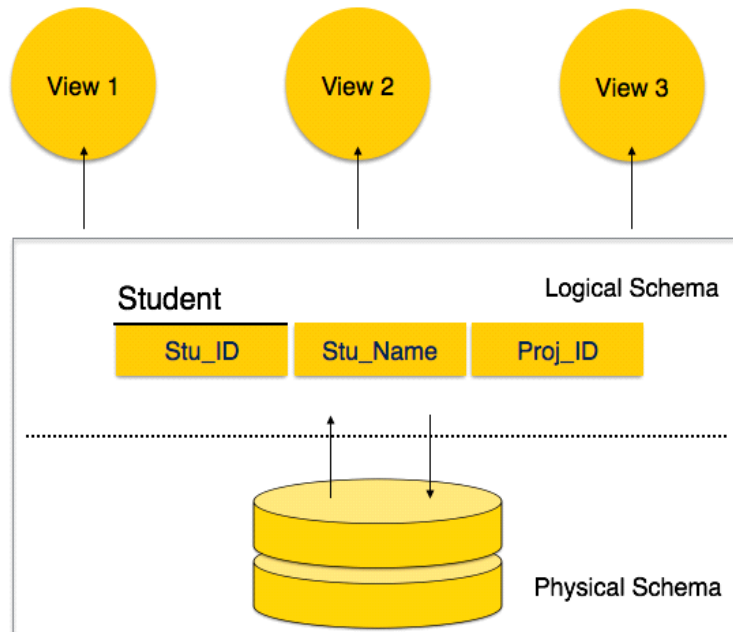 View 1
View 2
View 3
Logical Schema
Student
Stu_ID
Stu_Name
Proj_ID
Physical Schema